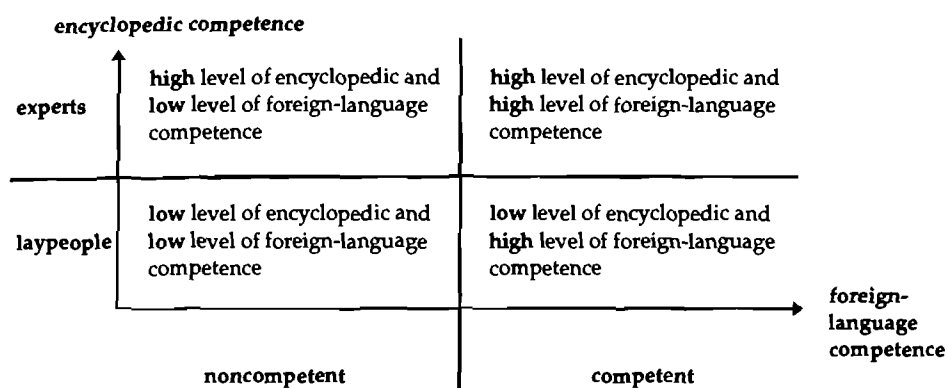 encyclopedic competence
experts
high level of encyclopedic and
low level of foreign-language
competence
high level of encyclopedic and
high level of foreign-language
competence
laypeople
low level of encyclopedic and
low level of foreign-language
competence
low level of encyclopedic and
high level of foreign-language
competence
foreign-
language
competence
noncompetent
competent